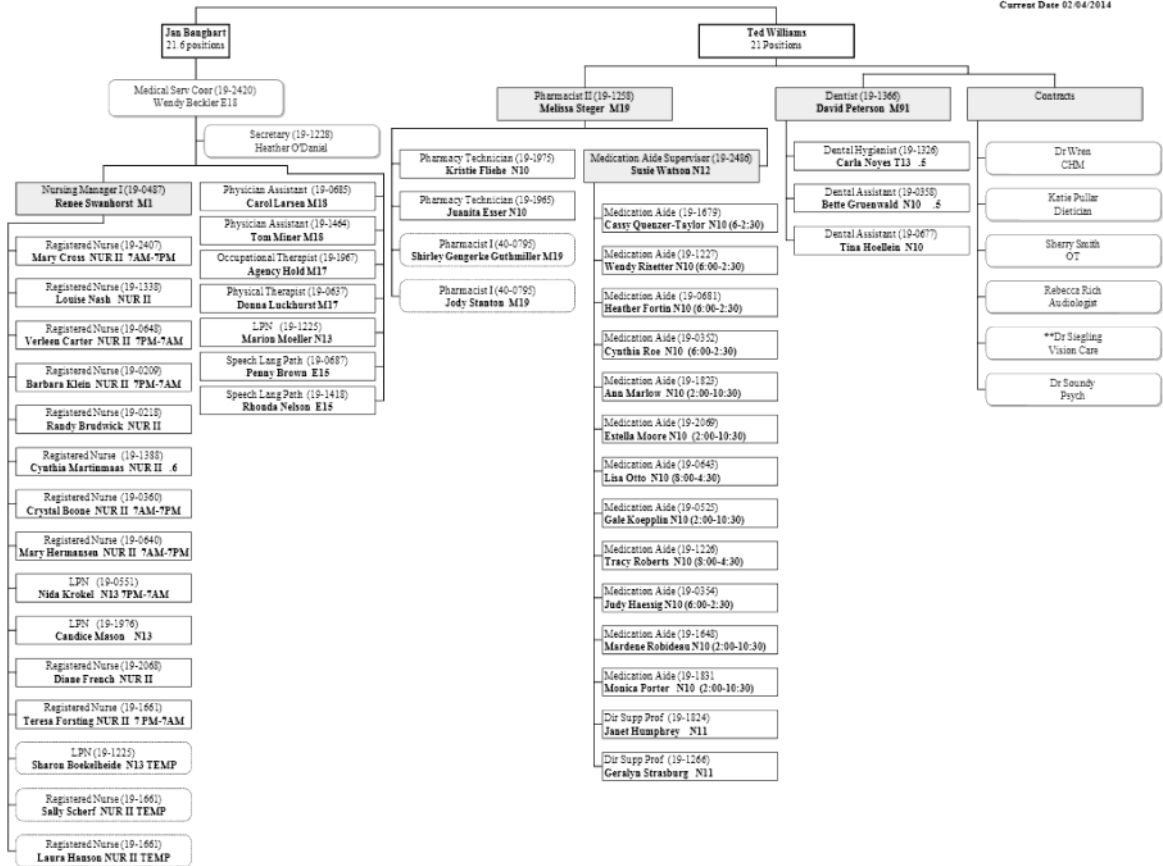 Current Date 02/04/2014
Jan Banghart
21.6 positions
Ted Williams
21 Positions
Medical Serv Coor (19-2420)
Wendy Beckler E18
Secretary (19-1228)
Heather O'Daniel
Nursing Manager I (19-0487)
Renee Swanhorst M1
Registered Nurse (19-2407)
Mary Cross NUR II 7AM-7PM
Registered Nurse (19-1338)
Louise Nash NUR II
Registered Nurse (19-0648)
Verleen Carter NUR II 7PM-7AM
Registered Nurse (19-0209)
Barbara Klein NUR II 7PM-7AM
Registered Nurse (19-0218)
Randy Brudwick NUR II
Registered Nurse (19-1388)
Cynthia Martinmaas NUR II .6
Registered Nurse (19-0360)
Crystal Boone NUR II 7AM-7PM
Registered Nurse (19-0640)
Mary Hermansen NUR II 7AM-7PM
LPN (19-0551)
Nida Krokel N13 7PM-7AM
LPN (19-1976)
Candice Mason N13
Registered Nurse (19-2068)
Diane French NUR II
Registered Nurse (19-1661)
Teresa Forsting NUR II 7 PM-7AM
LPN (19-1225)
Sharon Boekelheide N13 TEMP
Registered Nurse (19-1661)
Sally Scherf NUR II TEMP
Registered Nurse (19-1661)
Laura Hanson NUR II TEMP
Physician Assistant (19-0685)
Carol Larsen M18
Physician Assistant (19-1464)
Tom Miner M18
Occupational Therapist (19-1967)
Agency Hold M17
Physical Therapist (19-0637)
Donna Luckhurst M17
LPN (19-1225)
Marion Moeller N13
Speech Lang Path (19-0687)
Penny Brown E15
Speech Lang Path (19-1418)
Rhonda Nelson E15
Pharmacist II (19-1258)
Melissa Steger M19
Pharmacy Technician (19-1975)
Kristie Fliehe N10
Pharmacy Technician (19-1965)
Juanita Esser N10
Pharmacist I (40-0795)
Shirley Gengerke Guthmiller M19
Pharmacist I (40-0795)
Jody Stanton M19
Medication Aide Supervisor (19-2486)
Susie Watson N12
Medication Aide (19-1679)
Cassy Quenzer-Taylor N10 (6-2:30)
Medication Aide (19-1227)
Wendy Risetter N10 (6:00-2:30)
Medication Aide (19-0681)
Heather Fortin N10 (6:00-2:30)
Medication Aide (19-0352)
Cynthia Roe N10 (6:00-2:30)
Medication Aide (19-1823)
Ann Marlow N10 (2:00-10:30)
Medication Aide (19-2069)
Estella Moore N10 (2:00-10:30)
Medication Aide (19-0643)
Lisa Otto N10 (8:00-4:30)
Medication Aide (19-0525)
Gale Koepplin N10 (2:00-10:30)
Medication Aide (19-1226)
Tracy Roberts N10 (8:00-4:30)
Medication Aide (19-0354)
Judy Haessig N10 (6:00-2:30)
Medication Aide (19-1648)
Mardene Robideau N10 (2:00-10:30)
Medication Aide (19-1831
Monica Porter N10 (2:00-10:30)
Dir Supp Prof (19-1824)
Janet Humphrey N11
Dir Supp Prof (19-1266)
Geralyn Strasburg N11
Dentist (19-1366)
David Peterson M91
Dental Hygienist (19-1326)
Carla Noyes T13 .5
Dental Assistant (19-0358)
Bette Gruenwald N10 .5
Dental Assistant (19-0677)
Tina Hoellein N10
Contracts
Dr Wren
CHM
Katie Pullar
Dietician
Sherry Smith
OT
Rebecca Rich
Audiologist
**Dr Siegling
Vision Care
Dr Soundy
Psych